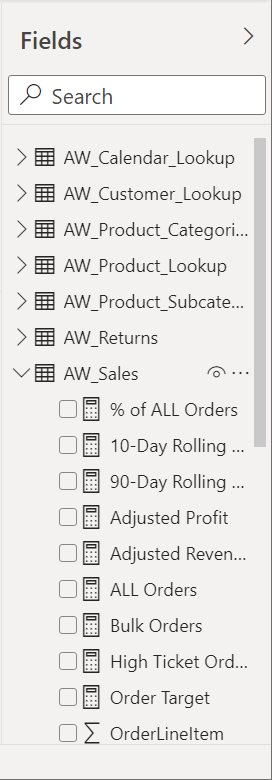 Fields
Search
AW_Calendar_Lookup
AW_Customer_Lookup
AW_Product_Categori...
AW_Product_Lookup
AW_Product_Subcate...
AW_Returns
AW_Sales
% of ALL Orders
10-Day Rolling ...
90-Day Rolling ...
Adjusted Profit
Adjusted Reven...
ALL Orders
Bulk Orders
High Ticket Ord...
Order Target
OrderLineItem